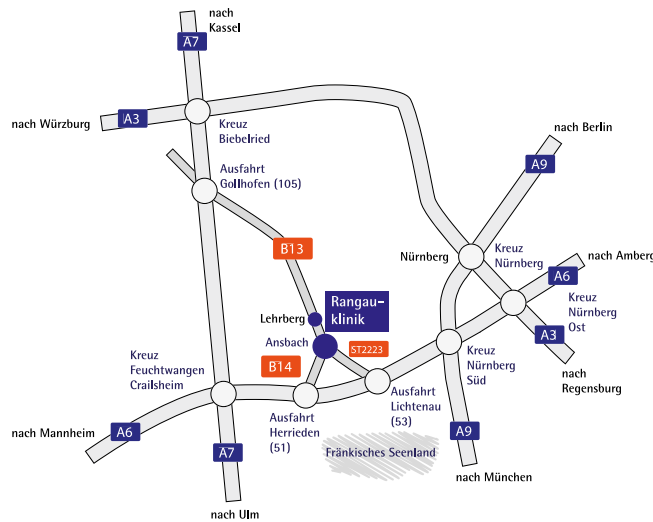 nach
Kassel
A7
A3
nach Würzburg
Kreuz
Biebelried
nach Berlin
A9
Ausfahrt
Gollhofen (105)
B13
Nürnberg
Kreuz
Nürnberg
nach Amberg
A6
Rangau-
klinik
Lehrberg
Ansbach
ST2223
B14
Kreuz
Nürnberg
Ost
A3
nach
Regensburg
Kreuz
Feuchtwangen
Crailsheim
Kreuz
Nürnberg
Süd
Ausfahrt
Lichtenau
(53)
Ausfahrt
Herrieden
(51)
nach Mannheim
A6
A7
Fränkisches Seenland
A9
nach München
nach Ulm